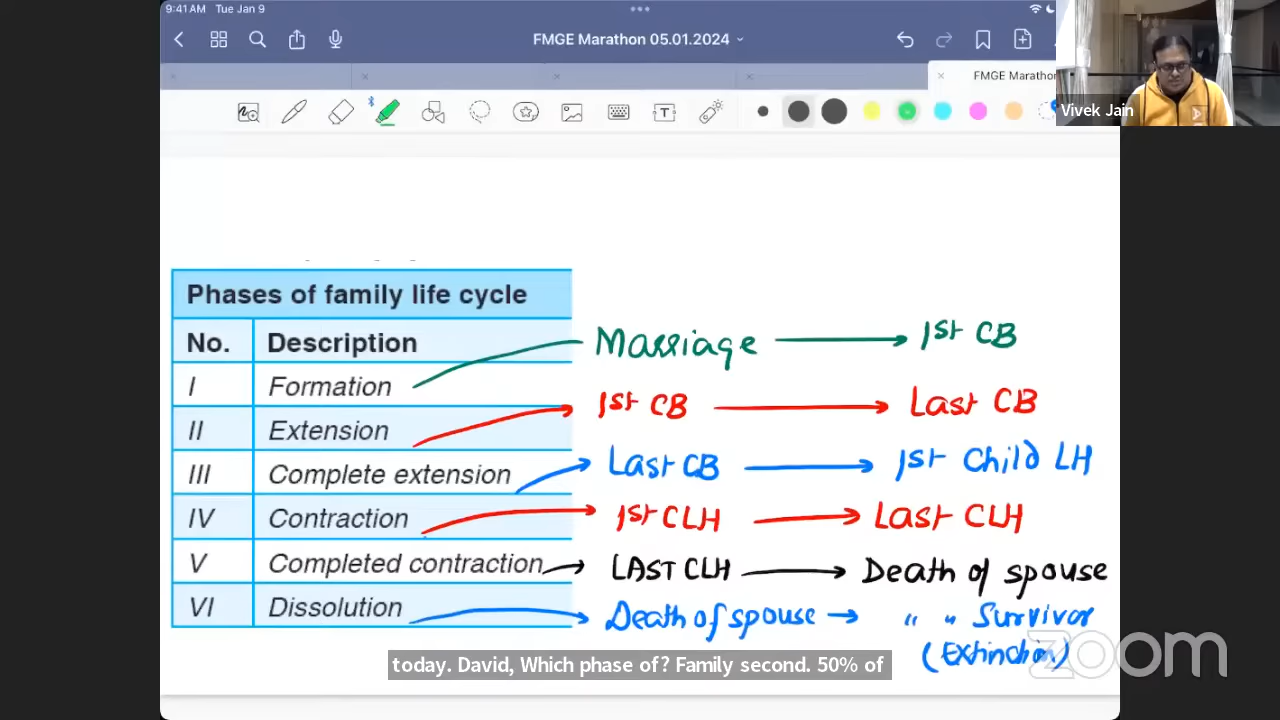 9:41 AM Tue Jan 9
FMGE Marathon 05.01.2024
FMGE Marathon
Vivek Jain
Phases of family life cycle
No. Description Marriage → 1st CB
I Formation
II Extension 1st CB → Last CB
III Complete extension Last CB → 1st Child LH
IV Contraction 1st CLH → Last CLH
V Completed contraction LAST CLH → Death of spouse
VI Dissolution Death of spouse → " " Survivor
(Extinction)
zoom
today. David, Which phase of? Family second. 50% of